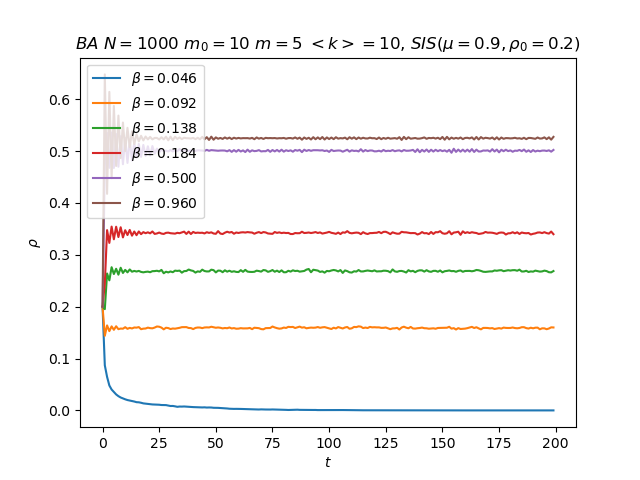 BA N = 1000 m₀ = 10 m = 5 < k > = 10, SIS(μ = 0.9, ρ₀ = 0.2)
β = 0.046
β = 0.092
β = 0.138
β = 0.184
β = 0.500
β = 0.960
0.6
0.5
0.4
0.3
0.2
0.1
0.0
ρ
0 25 50 75 100 125 150 175 200
t